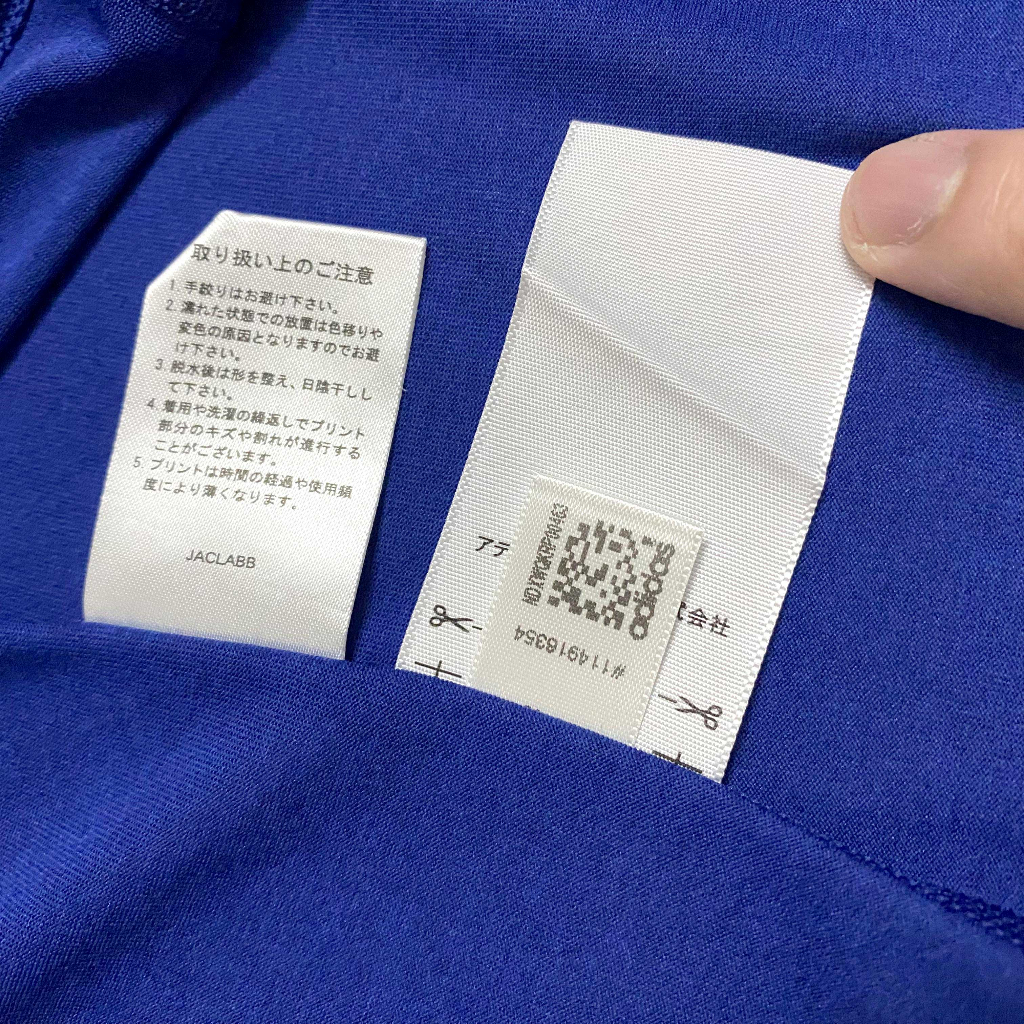 取り扱い上のご注意
1. 手絞りはお避け下さい。
2. 濡れた状態での放置は色移りや
変色の原因となりますのでお避
け下さい。
3. 脱水後は形を整え、日陰干しし
て下さい。
4. 着用や洗濯の繰返しでプリント
部分のキズや割れが進行する
ことがございます。
5. プリントは時間の経過や使用頻
度により薄くなります。
JACLABB
アデ
会社
adidas
#114916354